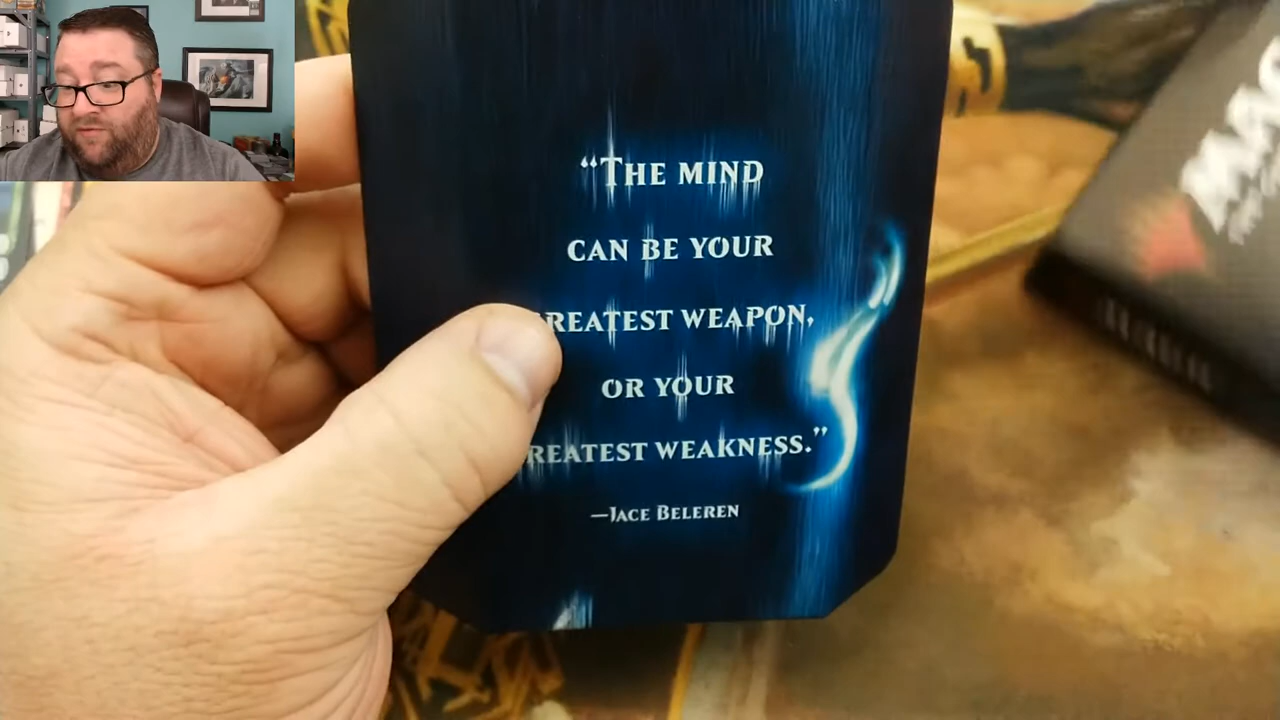 “THE MIND
CAN BE YOUR
REATEST WEAPON,
OR YOUR
REATEST WEAKNESS.”
—JACE BELEREN